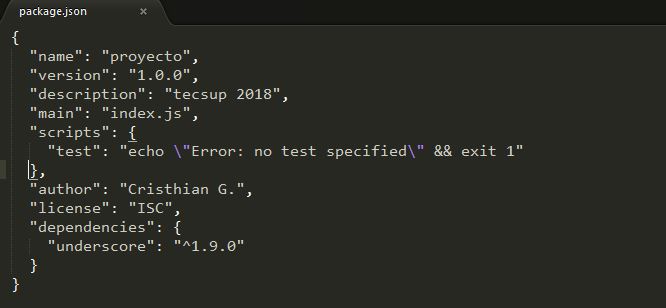 package.json ×
{
  "name": "proyecto",
  "version": "1.0.0",
  "description": "tecsup 2018",
  "main": "index.js",
  "scripts": {
    "test": "echo \"Error: no test specified\" && exit 1"
  },
  "author": "Cristhian G.",
  "license": "ISC",
  "dependencies": {
    "underscore": "^1.9.0"
  }
}